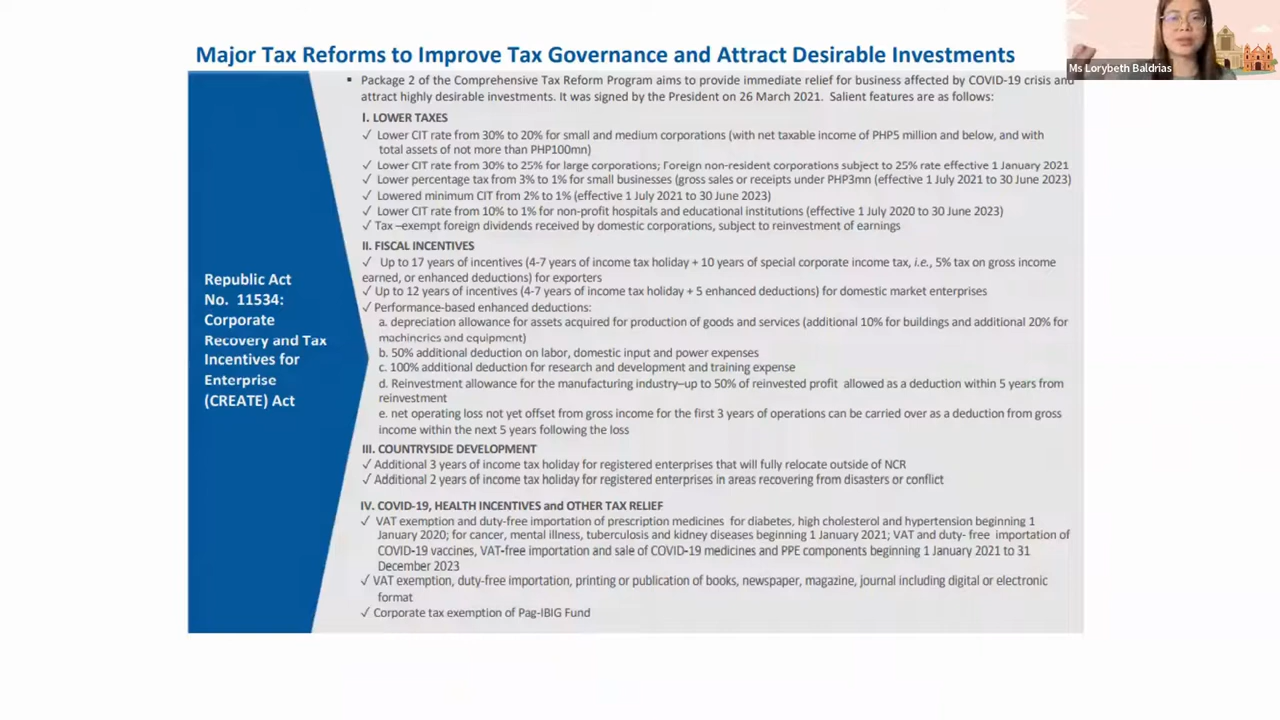 Major Tax Reforms to Improve Tax Governance and Attract Desirable Investments
Ms Lorybeth Baldrias
Republic Act
No. 11534:
Corporate
Recovery and Tax
Incentives for
Enterprise
(CREATE) Act
▪ Package 2 of the Comprehensive Tax Reform Program aims to provide immediate relief for business affected by COVID-19 crisis and
attract highly desirable investments. It was signed by the President on 26 March 2021. Salient features are as follows:
I. LOWER TAXES
✓ Lower CIT rate from 30% to 20% for small and medium corporations (with net taxable income of PHP5 million and below, and with
total assets of not more than PHP100mn)
✓ Lower CIT rate from 30% to 25% for large corporations; Foreign non-resident corporations subject to 25% rate effective 1 January 2021
✓ Lower percentage tax from 3% to 1% for small businesses (gross sales or receipts under PHP3mn (effective 1 July 2021 to 30 June 2023)
✓ Lowered minimum CIT from 2% to 1% (effective 1 July 2021 to 30 June 2023)
✓ Lower CIT rate from 10% to 1% for non-profit hospitals and educational institutions (effective 1 July 2020 to 30 June 2023)
✓ Tax –exempt foreign dividends received by domestic corporations, subject to reinvestment of earnings
II. FISCAL INCENTIVES
✓ Up to 17 years of incentives (4-7 years of income tax holiday + 10 years of special corporate income tax, i.e., 5% tax on gross income
earned, or enhanced deductions) for exporters
✓ Up to 12 years of incentives (4-7 years of income tax holiday + 5 enhanced deductions) for domestic market enterprises
✓ Performance-based enhanced deductions:
a. depreciation allowance for assets acquired for production of goods and services (additional 10% for buildings and additional 20% for
machineries and equipment)
b. 50% additional deduction on labor, domestic input and power expenses
c. 100% additional deduction for research and development and training expense
d. Reinvestment allowance for the manufacturing industry–up to 50% of reinvested profit allowed as a deduction within 5 years from
reinvestment
e. net operating loss not yet offset from gross income for the first 3 years of operations can be carried over as a deduction from gross
income within the next 5 years following the loss
III. COUNTRYSIDE DEVELOPMENT
✓ Additional 3 years of income tax holiday for registered enterprises that will fully relocate outside of NCR
✓ Additional 2 years of income tax holiday for registered enterprises in areas recovering from disasters or conflict
IV. COVID-19, HEALTH INCENTIVES and OTHER TAX RELIEF
✓ VAT exemption and duty-free importation of prescription medicines for diabetes, high cholesterol and hypertension beginning 1
January 2020; for cancer, mental illness, tuberculosis and kidney diseases beginning 1 January 2021; VAT and duty- free importation of
COVID-19 vaccines, VAT-free importation and sale of COVID-19 medicines and PPE components beginning 1 January 2021 to 31
December 2023
✓ VAT exemption, duty-free importation, printing or publication of books, newspaper, magazine, journal including digital or electronic
format
✓ Corporate tax exemption of Pag-IBIG Fund